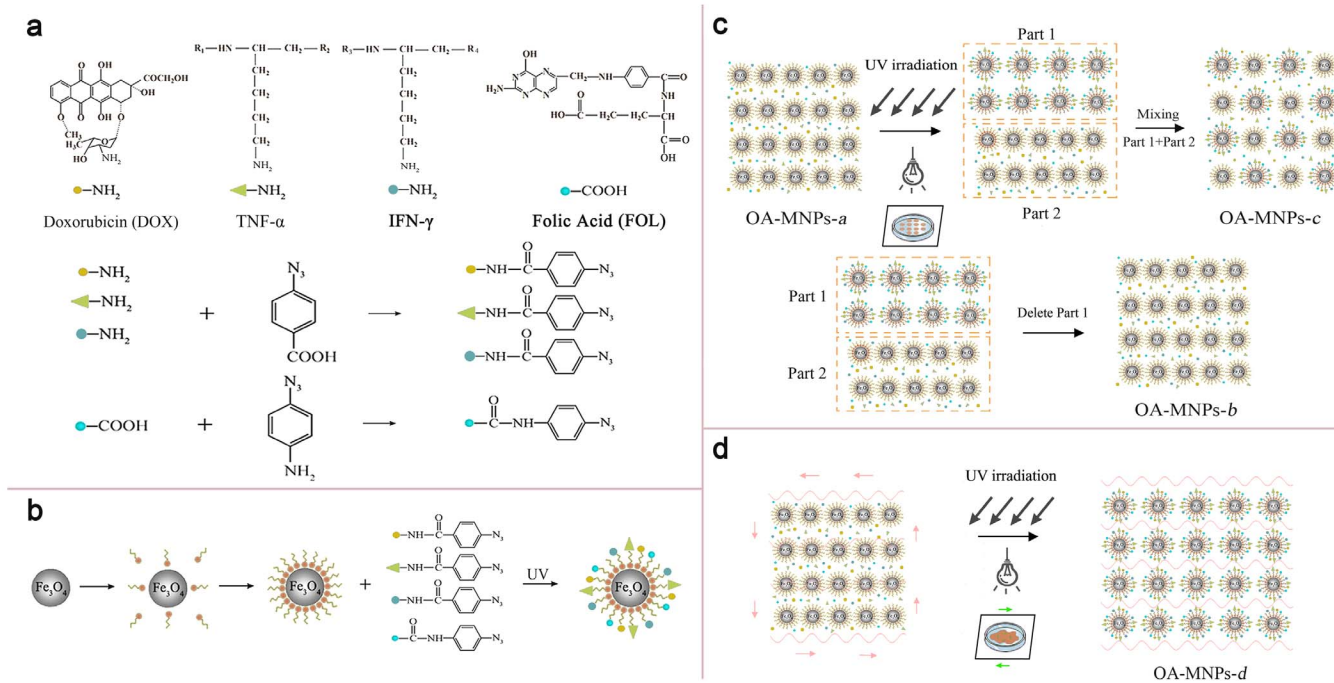 a
R₁—HN—CH—CH₂—R₂
CH₂
CH₂
CH₂
CH₂
CH₂
NH₂
R₃—HN—CH—CH₂—R₄
CH₂
CH₂
CH₂
CH₂
CH₂
NH₂
O OH O
COCH₂OH
OH
O O OH O
CH₃
HO NH₂
OH
N N CH₂—NH O
H₂N N N NH
O
HO H₂C—H₂C
O
OH
—NH₂ —NH₂ —NH₂ —COOH
Doxorubicin (DOX) TNF-α IFN-γ Folic Acid (FOL)
—NH₂
—NH₂
—NH₂
+
N₃
COOH
O
—NH—C— —N₃
O
—NH—C— —N₃
O
—NH—C— —N₃
—COOH
+
N₃
NH₂
O
—C—NH— —N₃
b
Fe₃O₄ Fe₃O₄ Fe₃O₄ +
O
—NH—C— —N₃
O
—NH—C— —N₃
O
—NH—C— —N₃
O
—C—NH— —N₃
UV
Fe₃O₄
c
OA-MNPs-a
UV irradiation
Part 1
Part 2
Mixing
Part 1+Part 2
OA-MNPs-c
Part 1
Part 2
Delete Part 1
OA-MNPs-b
d
UV irradiation
OA-MNPs-d